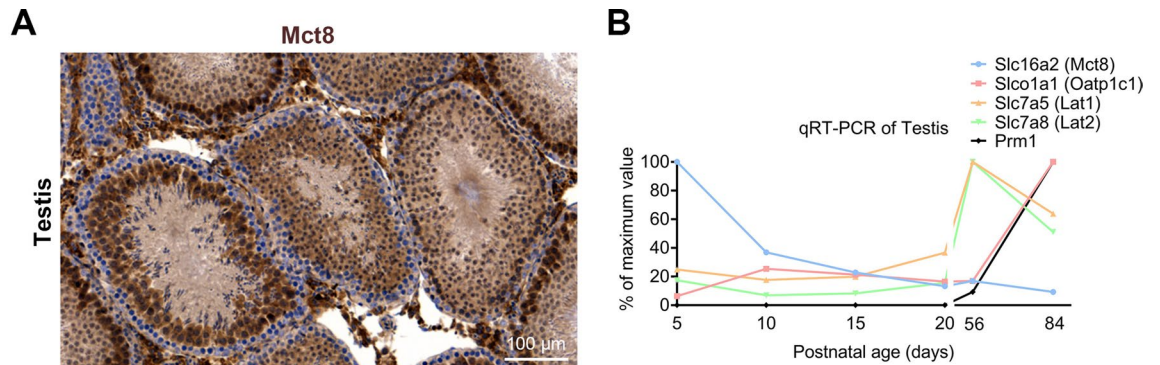 A
Mct8
Testis
100 µm
B
Slc16a2 (Mct8)
Slco1a1 (Oatp1c1)
Slc7a5 (Lat1)
Slc7a8 (Lat2)
Prm1
qRT-PCR of Testis
% of maximum value
100
80
60
40
20
0
5 10 15 20 56 84
Postnatal age (days)